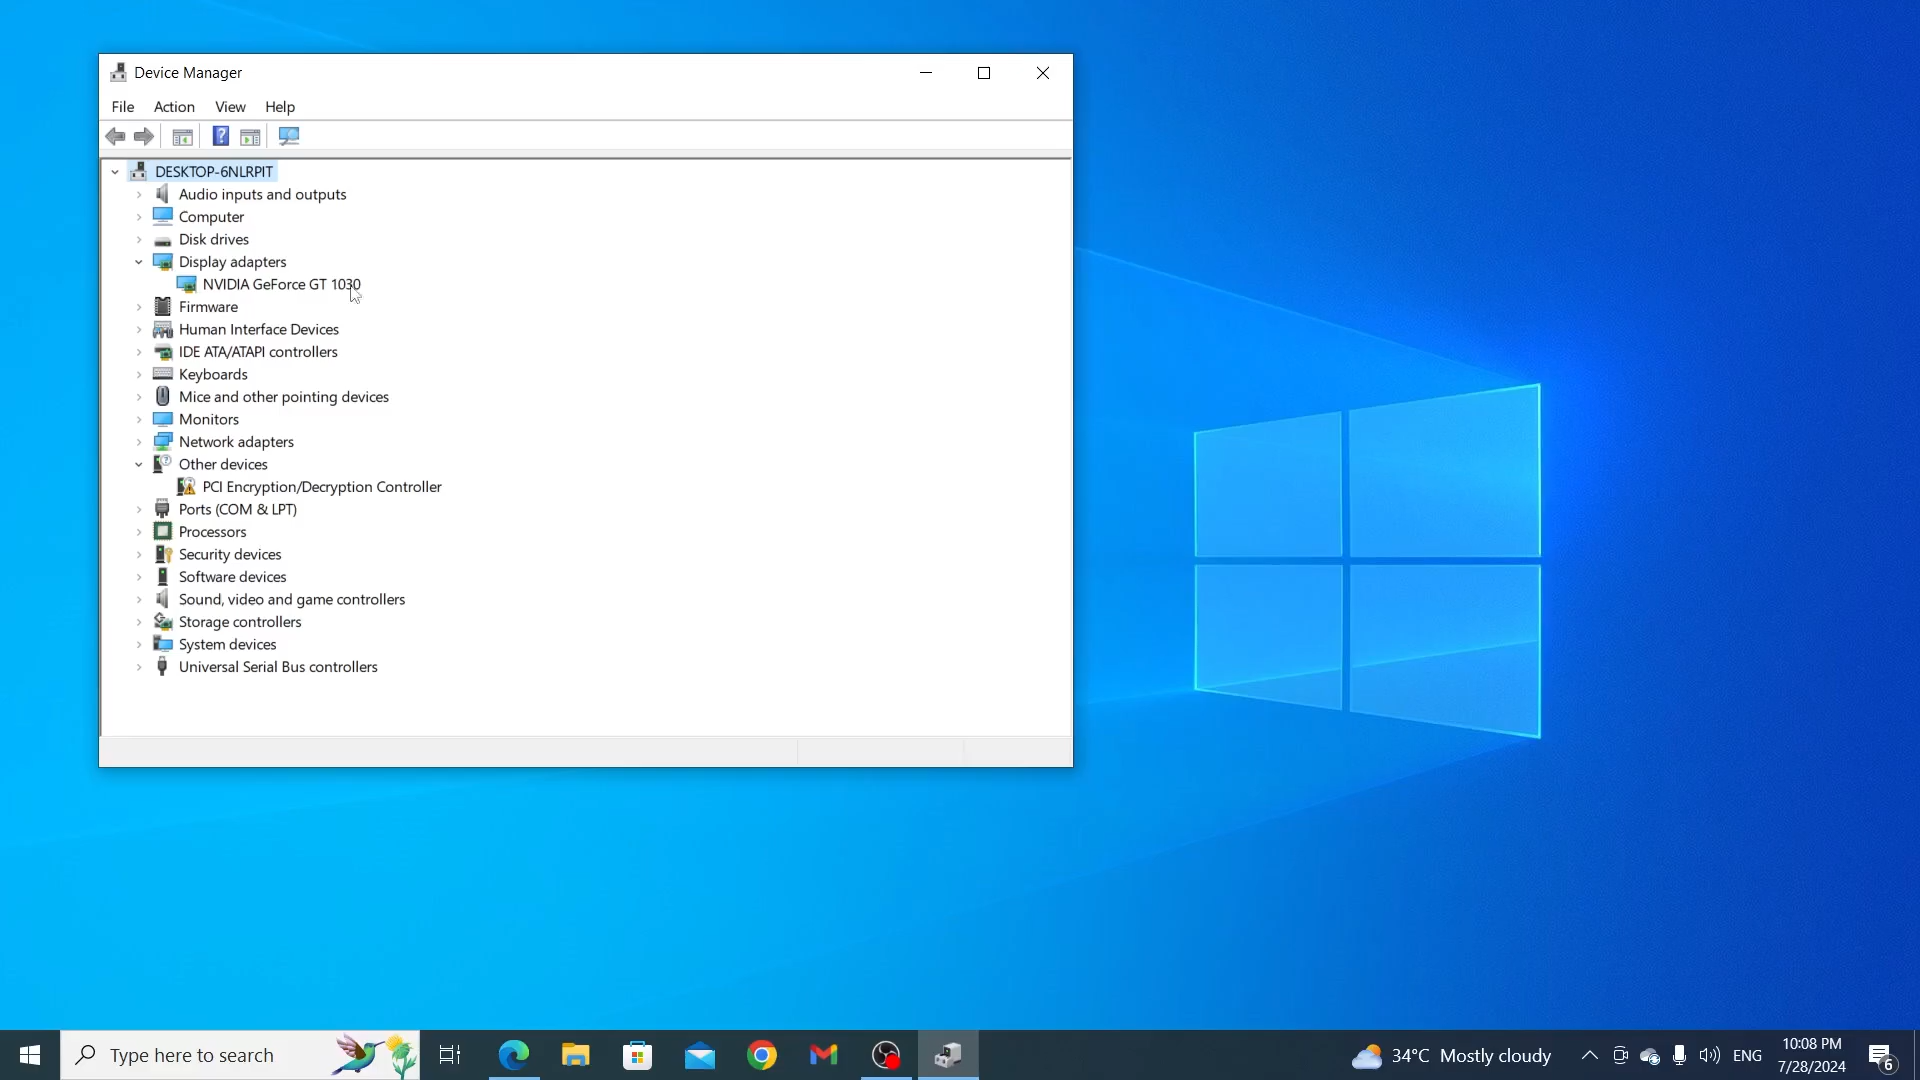 Device Manager
File Action View Help
DESKTOP-6NLRPIT
Audio inputs and outputs
Computer
Disk drives
Display adapters
NVIDIA GeForce GT 1030
Firmware
Human Interface Devices
IDE ATA/ATAPI controllers
Keyboards
Mice and other pointing devices
Monitors
Network adapters
Other devices
PCI Encryption/Decryption Controller
Ports (COM & LPT)
Processors
Security devices
Software devices
Sound, video and game controllers
Storage controllers
System devices
Universal Serial Bus controllers
Type here to search
34°C Mostly cloudy
ENG
10:08 PM
7/28/2024
6